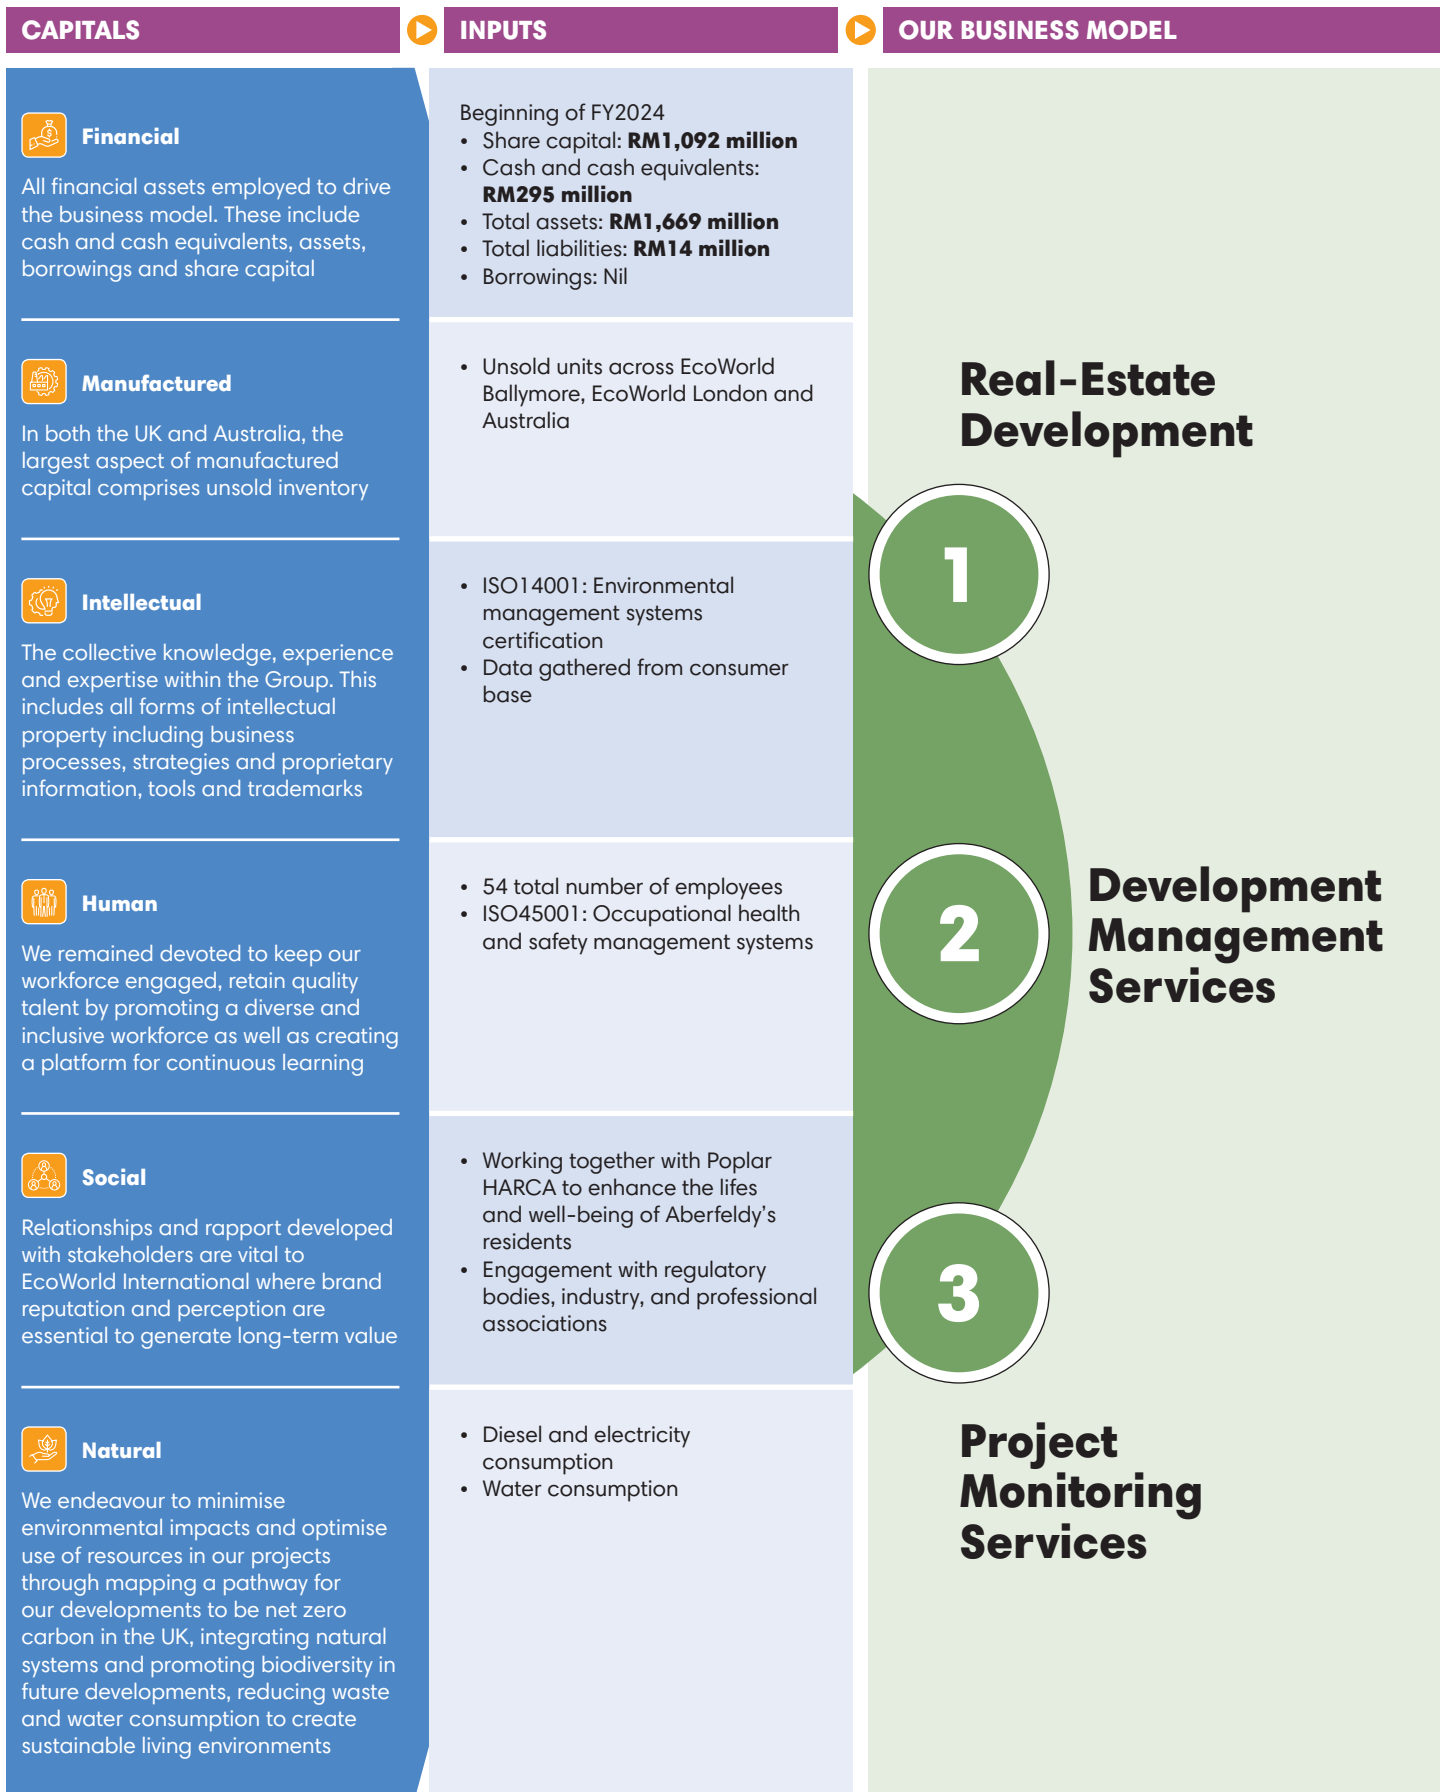 CAPITALS
INPUTS
OUR BUSINESS MODEL
Financial
All financial assets employed to drive
the business model. These include
cash and cash equivalents, assets,
borrowings and share capital
Beginning of FY2024
• Share capital: RM1,092 million
• Cash and cash equivalents:
RM295 million
• Total assets: RM1,669 million
• Total liabilities: RM14 million
• Borrowings: Nil
Manufactured
In both the UK and Australia, the
largest aspect of manufactured
capital comprises unsold inventory
• Unsold units across EcoWorld
Ballymore, EcoWorld London and
Australia
Intellectual
The collective knowledge, experience
and expertise within the Group. This
includes all forms of intellectual
property including business
processes, strategies and proprietary
information, tools and trademarks
• ISO14001: Environmental
management systems
certification
• Data gathered from consumer
base
Human
We remained devoted to keep our
workforce engaged, retain quality
talent by promoting a diverse and
inclusive workforce as well as creating
a platform for continuous learning
• 54 total number of employees
• ISO45001: Occupational health
and safety management systems
Social
Relationships and rapport developed
with stakeholders are vital to
EcoWorld International where brand
reputation and perception are
essential to generate long-term value
• Working together with Poplar
HARCA to enhance the lifes
and well-being of Aberfeldy's
residents
• Engagement with regulatory
bodies, industry, and professional
associations
Natural
We endeavour to minimise
environmental impacts and optimise
use of resources in our projects
through mapping a pathway for
our developments to be net zero
carbon in the UK, integrating natural
systems and promoting biodiversity in
future developments, reducing waste
and water consumption to create
sustainable living environments
• Diesel and electricity
consumption
• Water consumption
Real-Estate
Development
1
2
Development
Management
Services
3
Project
Monitoring
Services